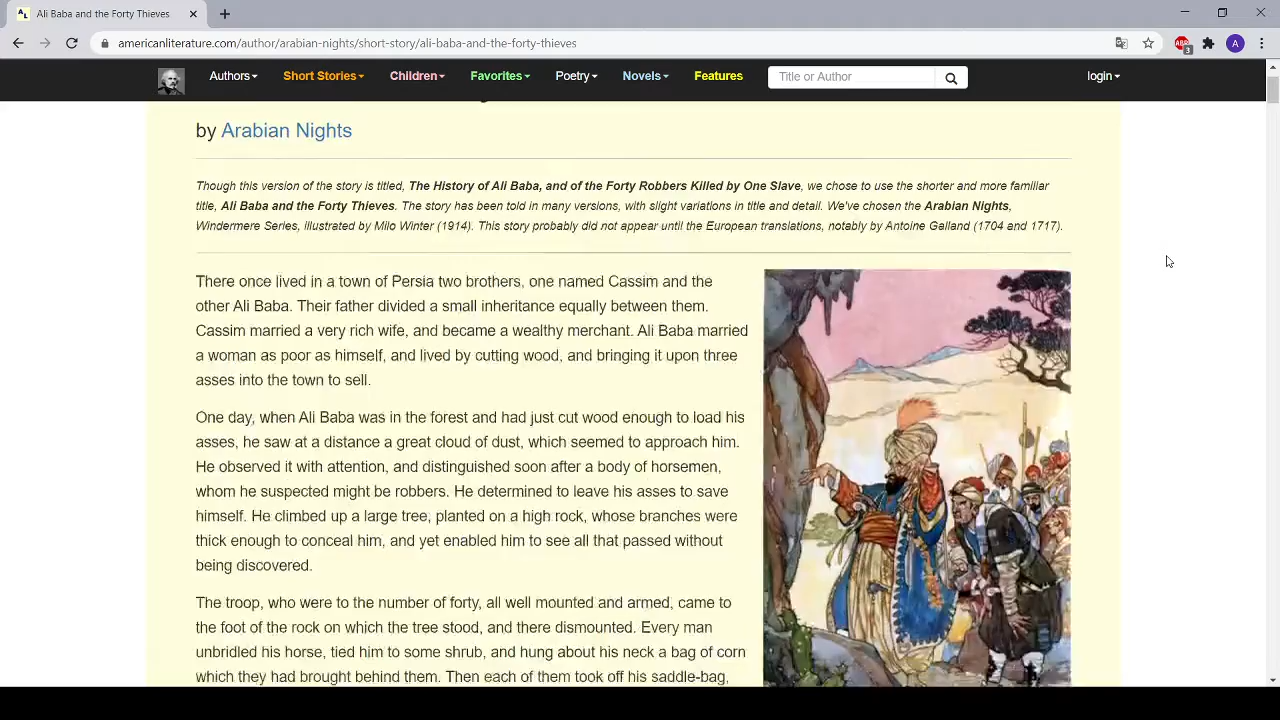 Ali Baba and the Forty Thieves
americanliterature.com/author/arabian-nights/short-story/ali-baba-and-the-forty-thieves
ABP
3
A
Authors
Short Stories
Children
Favorites
Poetry
Novels
Features
Title or Author
login
by Arabian Nights
Though this version of the story is titled, The History of Ali Baba, and of the Forty Robbers Killed by One Slave, we chose to use the shorter and more familiar
title, Ali Baba and the Forty Thieves. The story has been told in many versions, with slight variations in title and detail. We've chosen the Arabian Nights,
Windermere Series, illustrated by Milo Winter (1914). This story probably did not appear until the European translations, notably by Antoine Galland (1704 and 1717).
There once lived in a town of Persia two brothers, one named Cassim and the
other Ali Baba. Their father divided a small inheritance equally between them.
Cassim married a very rich wife, and became a wealthy merchant. Ali Baba married
a woman as poor as himself, and lived by cutting wood, and bringing it upon three
asses into the town to sell.
One day, when Ali Baba was in the forest and had just cut wood enough to load his
asses, he saw at a distance a great cloud of dust, which seemed to approach him.
He observed it with attention, and distinguished soon after a body of horsemen,
whom he suspected might be robbers. He determined to leave his asses to save
himself. He climbed up a large tree, planted on a high rock, whose branches were
thick enough to conceal him, and yet enabled him to see all that passed without
being discovered.
The troop, who were to the number of forty, all well mounted and armed, came to
the foot of the rock on which the tree stood, and there dismounted. Every man
unbridled his horse, tied him to some shrub, and hung about his neck a bag of corn
which they had brought behind them. Then each of them took off his saddle-bag,